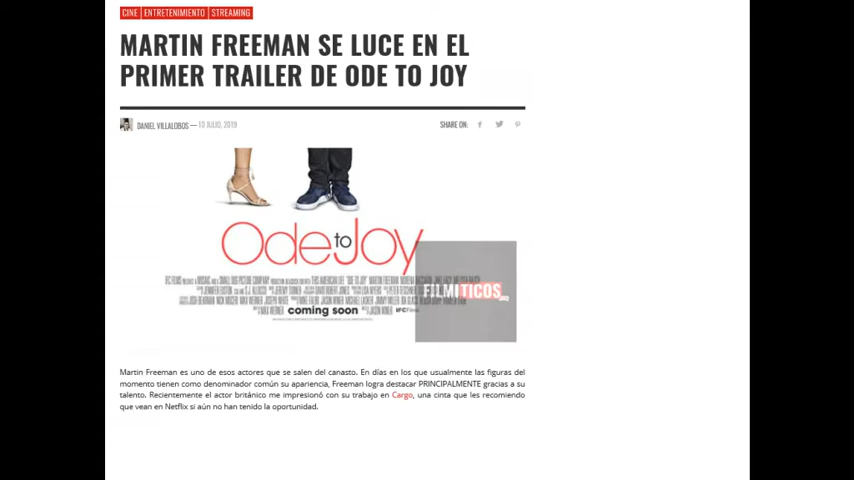 CINE ENTRETENIMIENTO STREAMING
MARTIN FREEMAN SE LUCE EN EL
PRIMER TRAILER DE ODE TO JOY
DANIEL VILLALOBOS — 10 JULIO, 2019
SHARE ON:
Ode to Joy
coming soon
IFC Films
FILMITICOS
Martin Freeman es uno de esos actores que se salen del canasto. En días en los que usualmente las figuras del
momento tienen como denominador común su apariencia, Freeman logra destacar PRINCIPALMENTE gracias a su
talento. Recientemente el actor británico me impresionó con su trabajo en Cargo, una cinta que les recomiendo
que vean en Netflix si aún no han tenido la oportunidad.